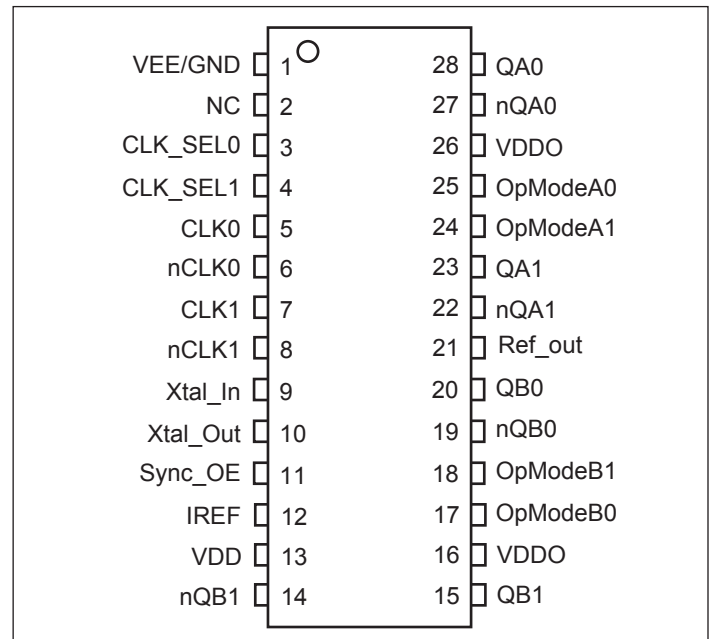 VEE/GND 1 28 QA0
NC 2 27 nQA0
CLK_SEL0 3 26 VDDO
CLK_SEL1 4 25 OpModeA0
CLK0 5 24 OpModeA1
nCLK0 6 23 QA1
CLK1 7 22 nQA1
nCLK1 8 21 Ref_out
Xtal_In 9 20 QB0
Xtal_Out 10 19 nQB0
Sync_OE 11 18 OpModeB1
IREF 12 17 OpModeB0
VDD 13 16 VDDO
nQB1 14 15 QB1